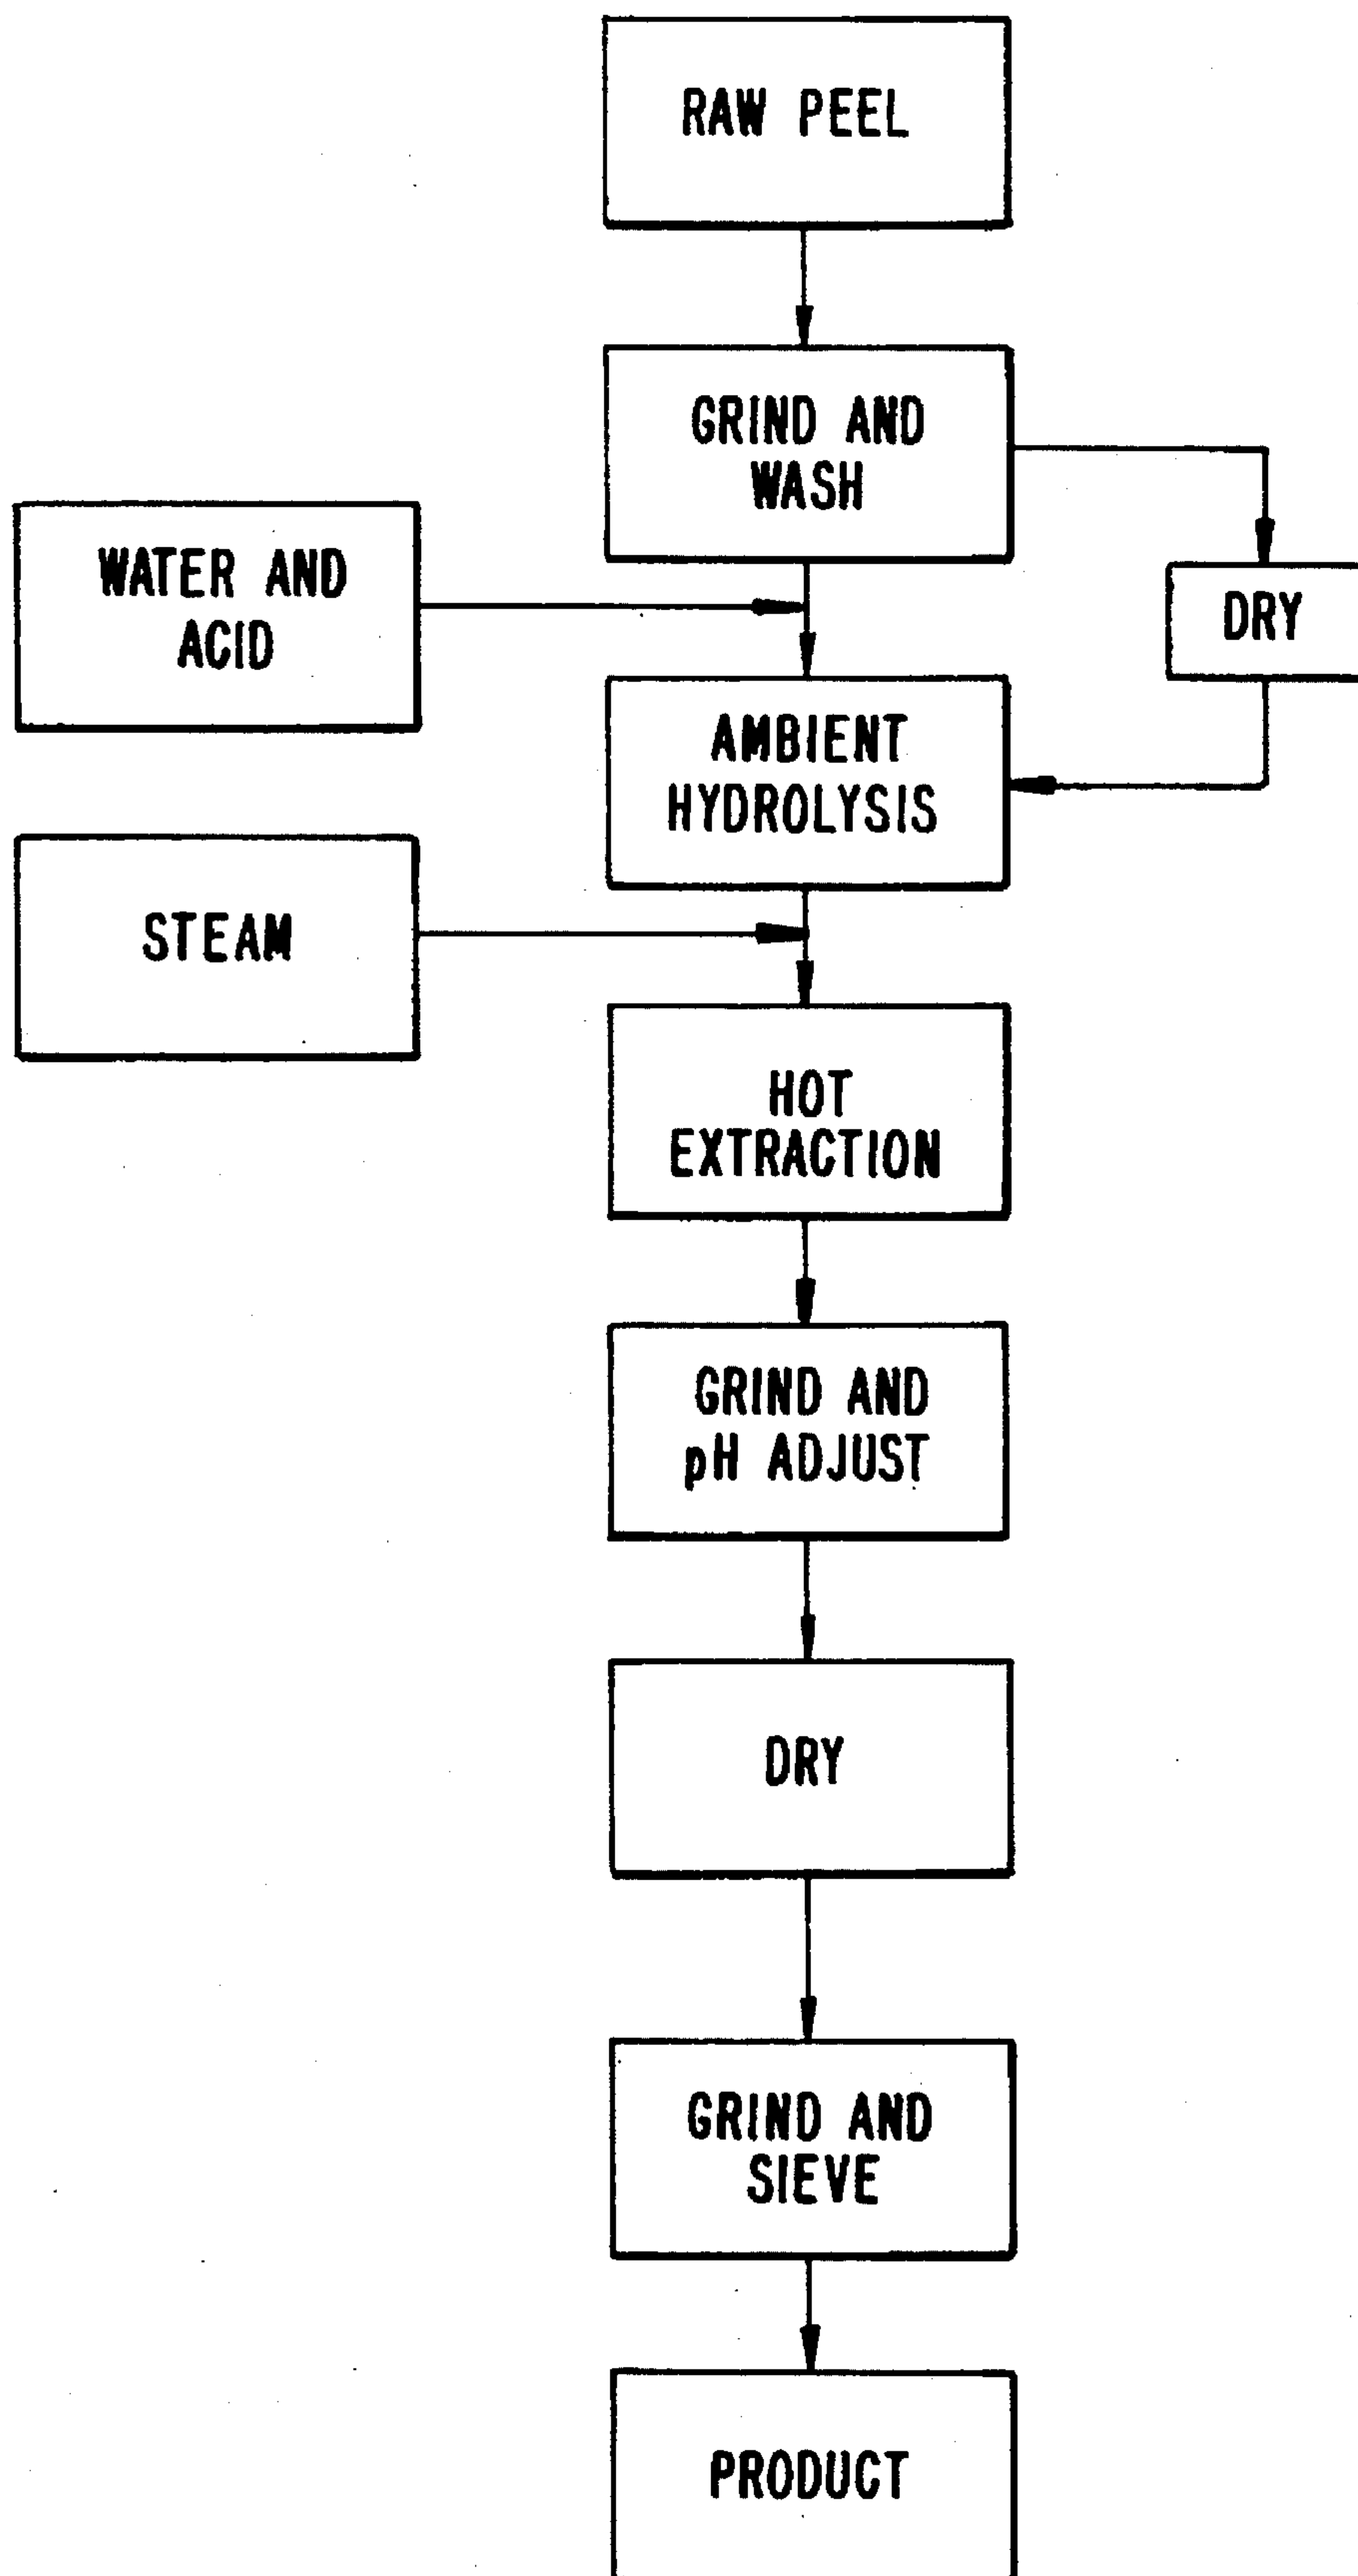 RAW PEEL
GRIND AND
WASH
WATER AND
ACID
DRY
AMBIENT
HYDROLYSIS
STEAM
HOT
EXTRACTION
GRIND AND
pH ADJUST
DRY
GRIND AND
SIEVE
PRODUCT